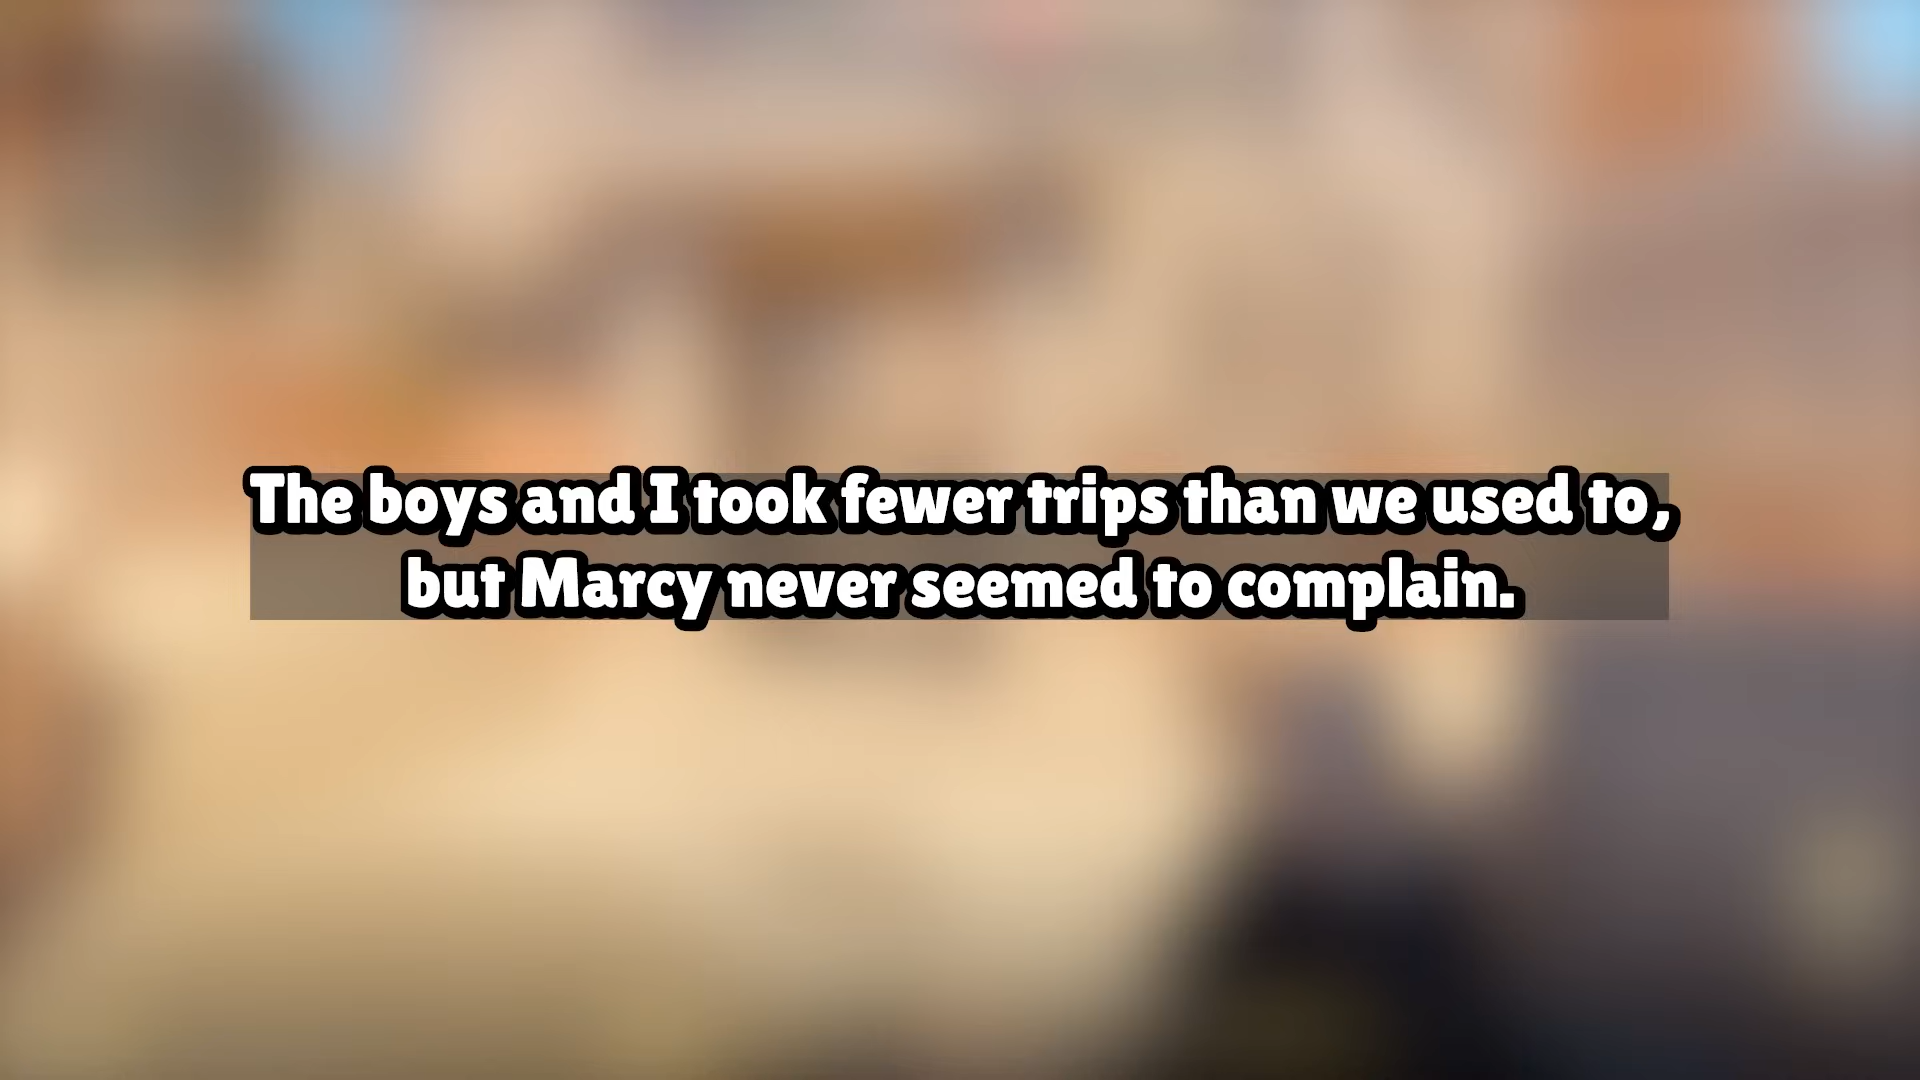 The boys and I took fewer trips than we used to,
but Marcy never seemed to complain.